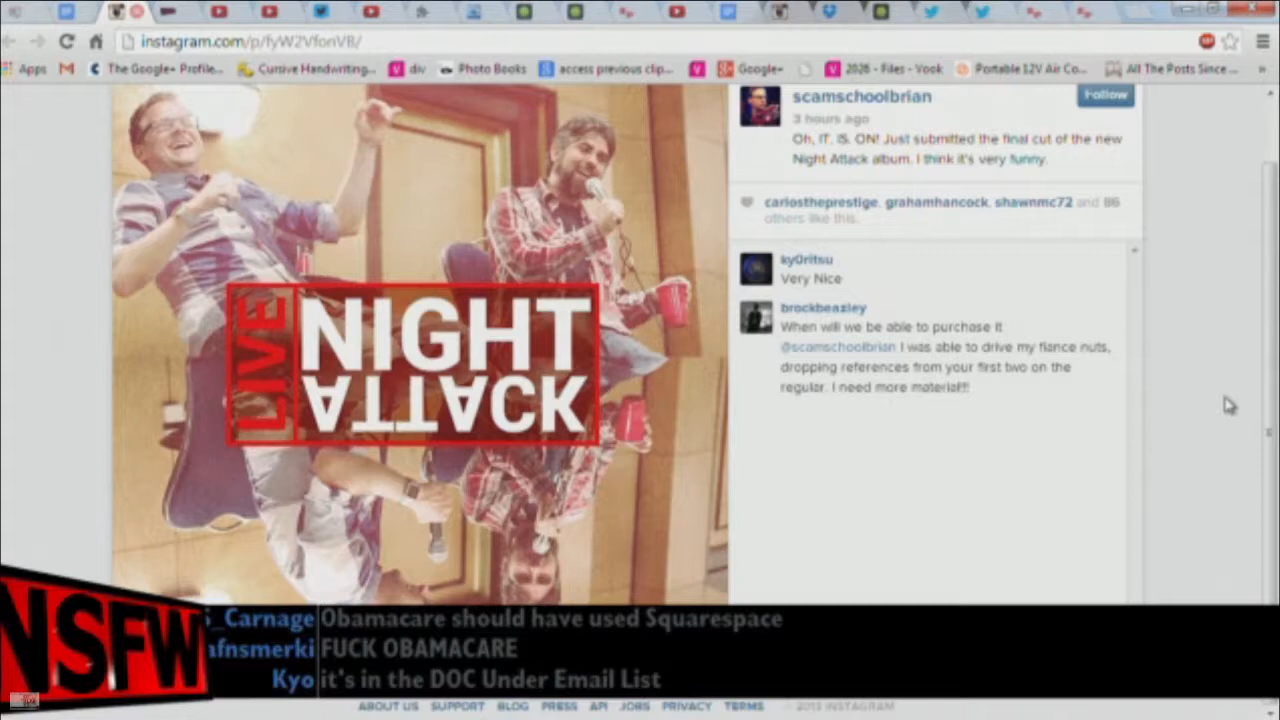 instagram.com/p/fyW2VfonVB/
Apps
The Google+ Profile...
Cursive Handwriting...
div
Photo Books
access previous clip...
Google+
2026 - Files - Yook
Portable 12V Air Co...
All The Posts Since ...
scamschoolbrian
Follow
3 hours ago
Oh, IT. IS. ON! Just submitted the final cut of the new
Night Attack album. I think it's very funny.
carlostheprestige, grahamhancock, shawnmc72 and 86
others like this.
ky0ritsu
Very Nice
brockbeazley
When will we be able to purchase it
@scamschoolbrian I was able to drive my fiance nuts,
dropping references from your first two on the
regular. I need more material!!!
LIVE
NIGHT
ATTACK
NSFW
S_Carnage Obamacare should have used Squarespace
afnsmerki FUCK OBAMACARE
Kyo it's in the DOC Under Email List
ABOUT US SUPPORT BLOG PRESS API JOBS PRIVACY TERMS © 2013 INSTAGRAM